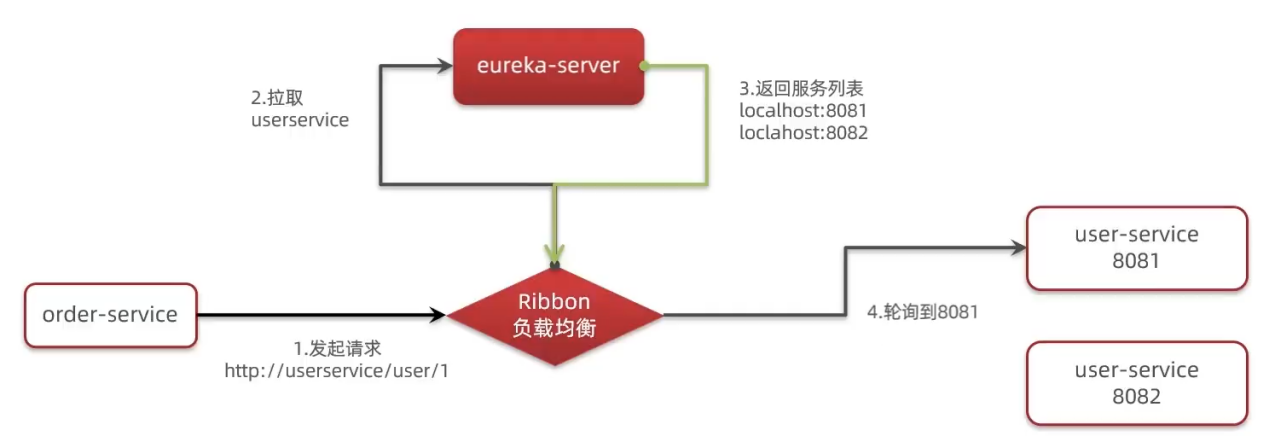 eureka-server
2.拉取
userservice
3.返回服务列表
localhost:8081
loclahost:8082
user-service
8081
order-service
Ribbon
负载均衡
4.轮询到8081
1.发起请求
http://userservice/user/1
user-service
8082